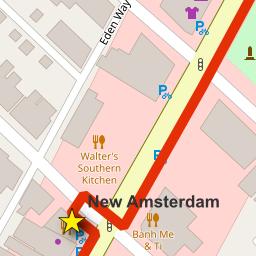 Eden Way
P
P
P
Walter's
Southern
Kitchen
New Amsterdam
Banh Me
& Ti
P